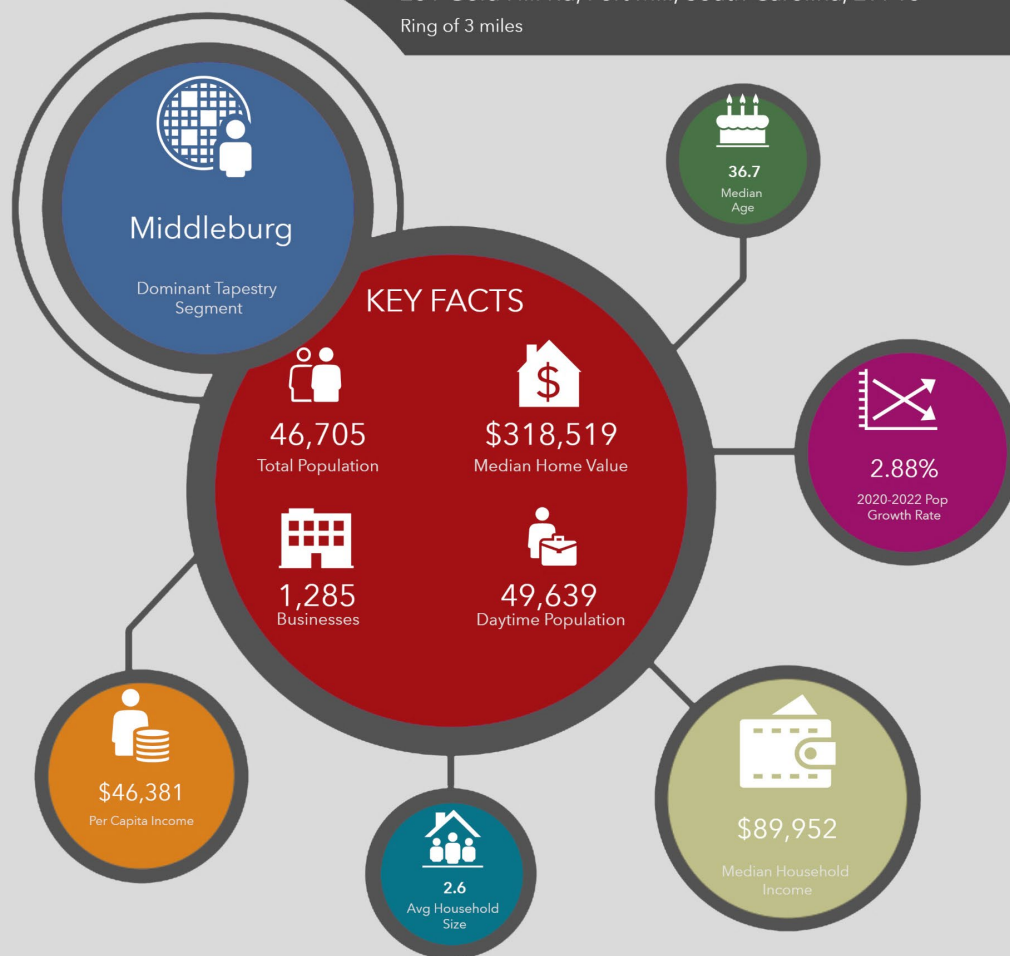 Ring of 3 miles
Middleburg
Dominant Tapestry
Segment
36.7
Median
Age
KEY FACTS
46,705
Total Population
$318,519
Median Home Value
1,285
Businesses
49,639
Daytime Population
2.88%
2020-2022 Pop
Growth Rate
$46,381
Per Capita Income
2.6
Avg Household
Size
$89,952
Median Household
Income